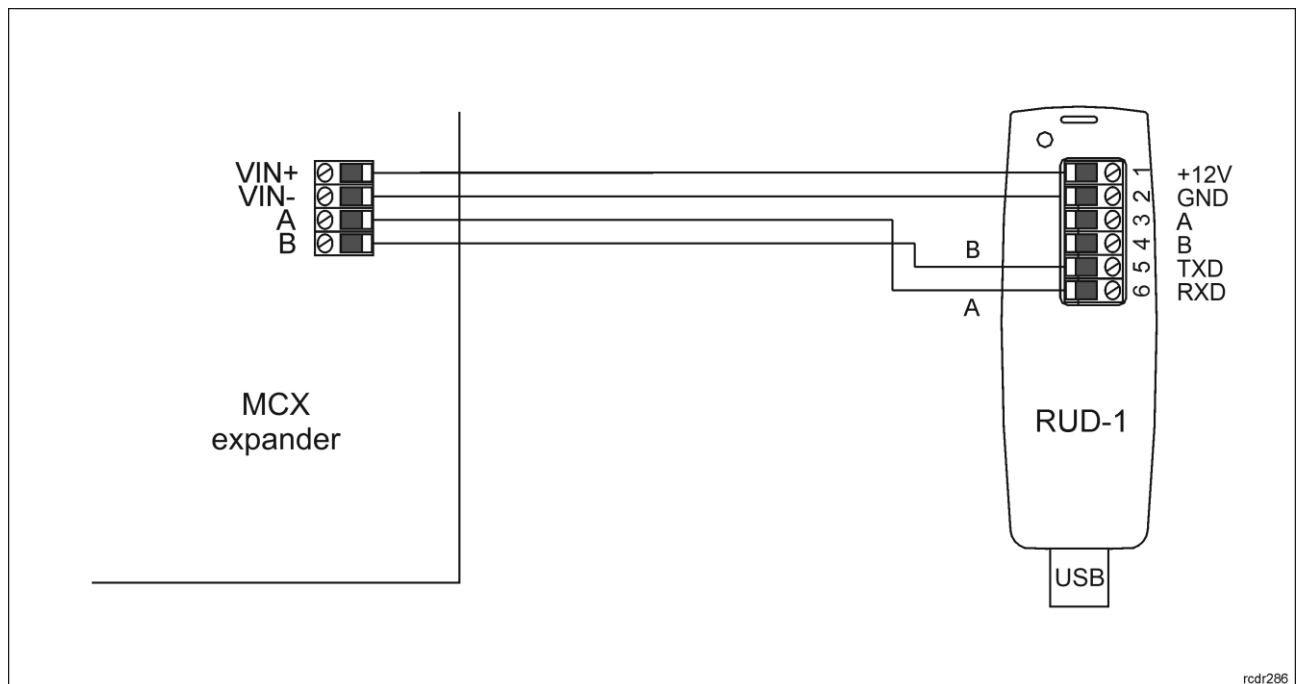 VIN+
VIN-
A
B
MCX
expander
B
A
1 +12V
2 GND
3 A
4 B
5 TXD
6 RXD
RUD-1
USB
rcdr286